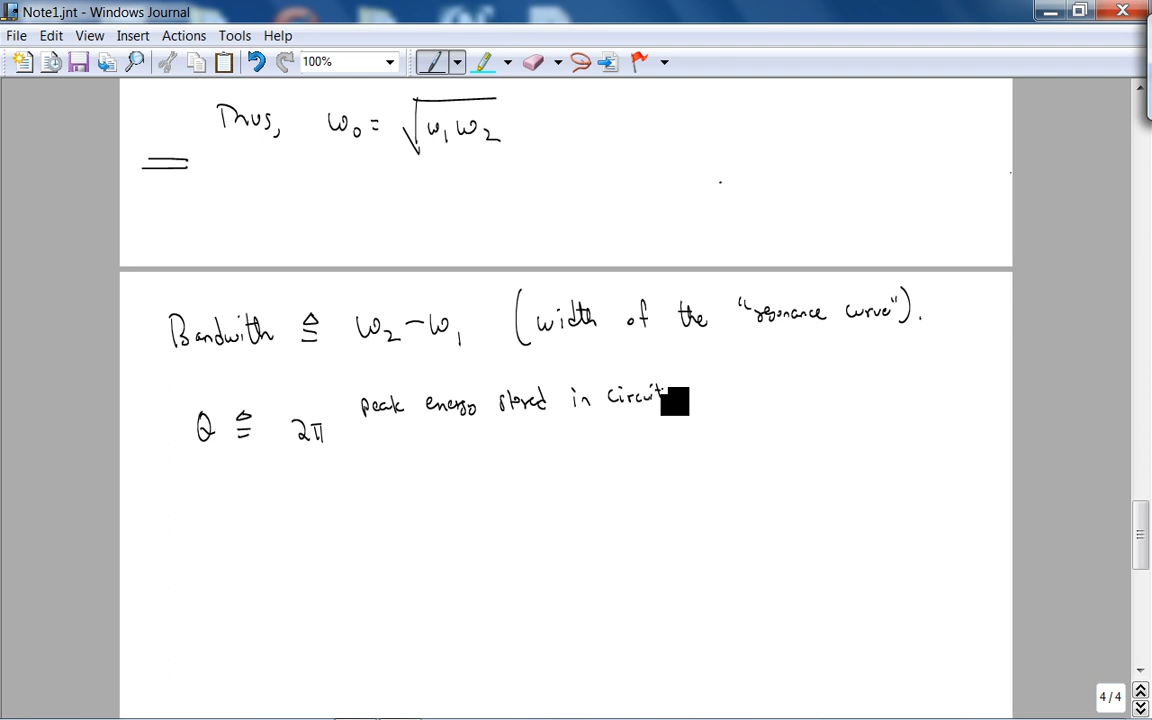 Note1.jnt - Windows Journal
File Edit View Insert Actions Tools Help
100%
Thus, ω₀ = √ω₁ω₂
Bandwith ≜ ω₂ − ω₁ (width of the "resonance curve").
peak energy stored in circuit
Q ≜ 2π
4 / 4